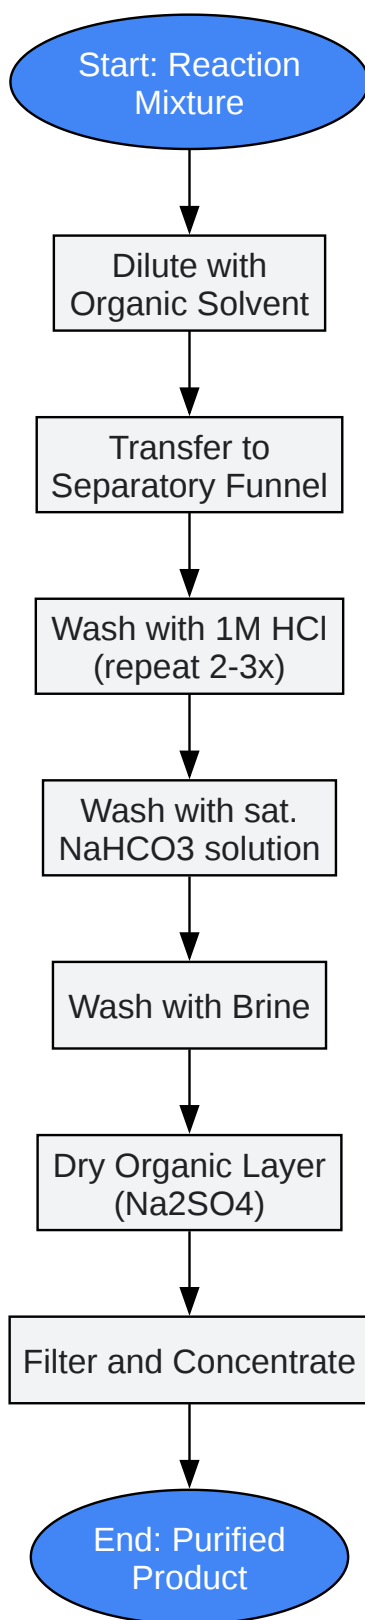 Start: Reaction
Mixture
Dilute with
Organic Solvent
Transfer to
Separatory Funnel
Wash with 1M HCl
(repeat 2-3x)
Wash with sat.
NaHCO3 solution
Wash with Brine
Dry Organic Layer
(Na2SO4)
Filter and Concentrate
End: Purified
Product